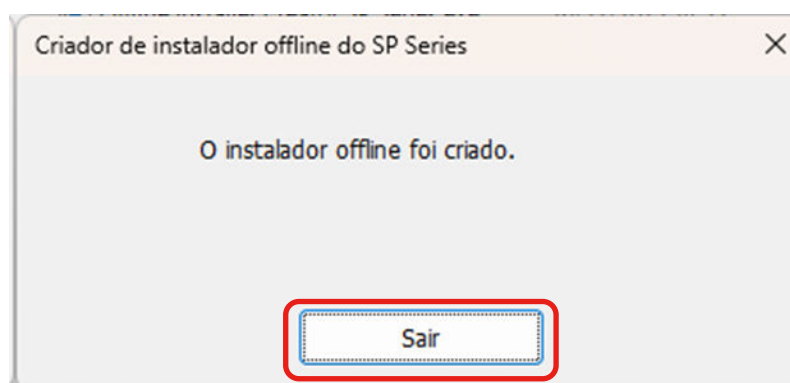 Criador de instalador offline do SP Series
O instalador offline foi criado.
Sair